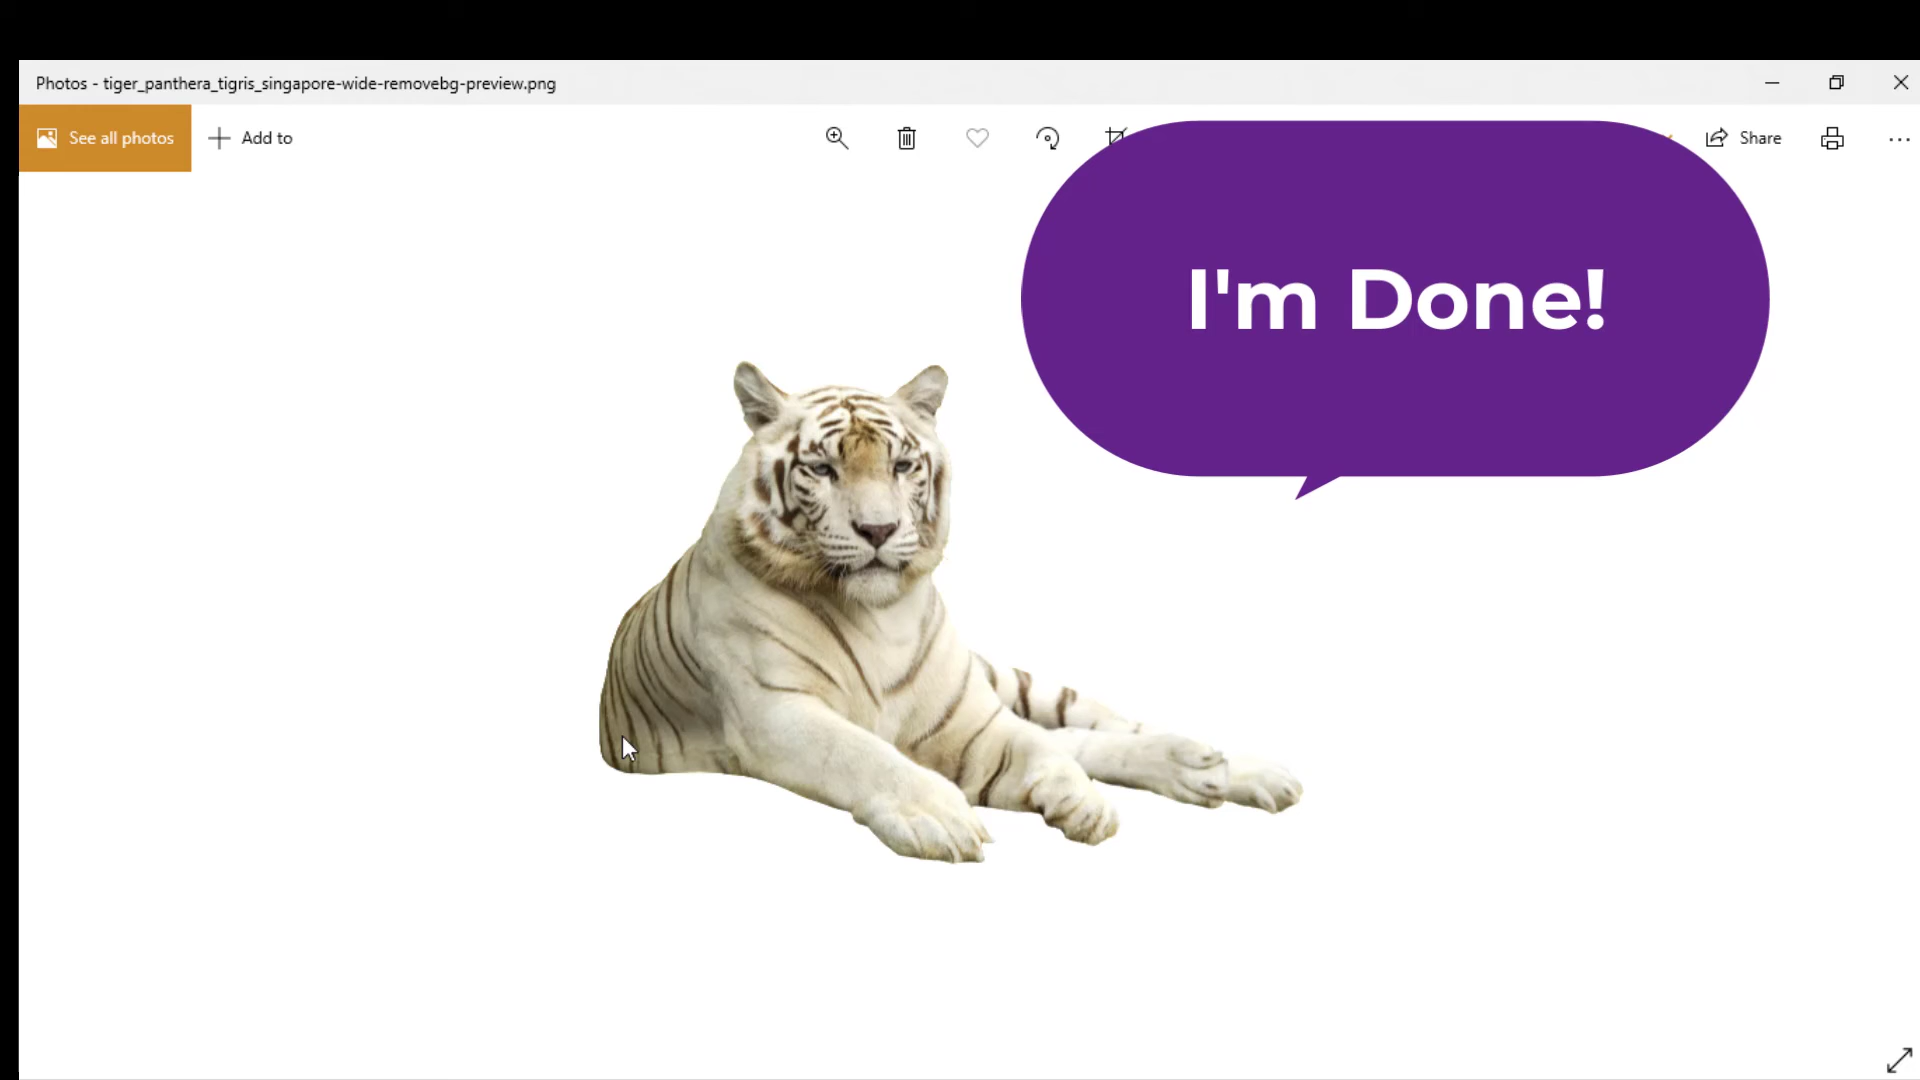 Photos - tiger_panthera_tigris_singapore-wide-removebg-preview.png
See all photos
Add to
Share
I'm Done!